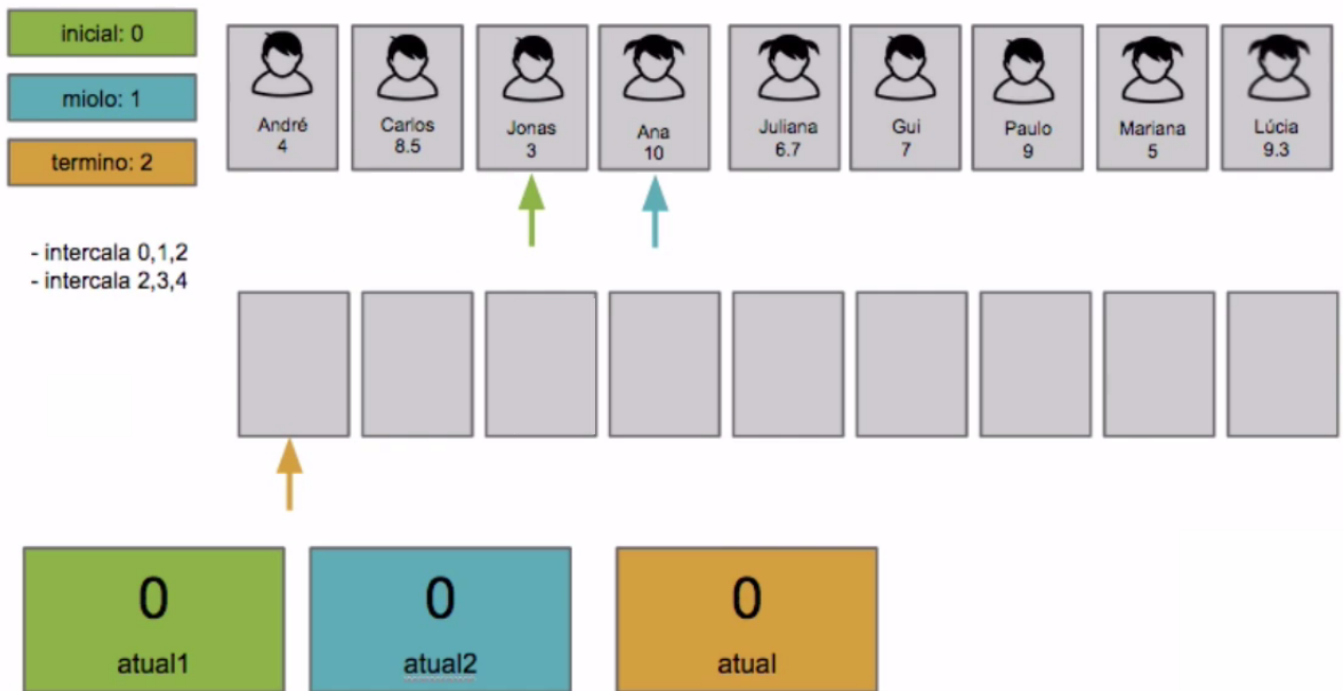 inicial: 0
miolo: 1
termino: 2
André
4
Carlos
8.5
Jonas
3
Ana
10
Juliana
6.7
Gui
7
Paulo
9
Mariana
5
Lúcia
9.3
- intercala 0,1,2
- intercala 2,3,4
0
atual1
0
atual2
0
atual